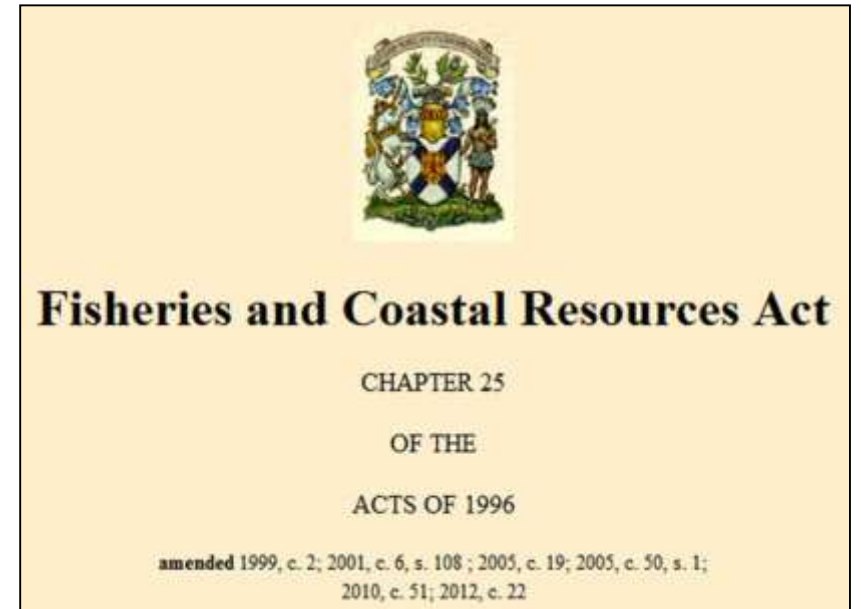 Fisheries and Coastal Resources Act
CHAPTER 25
OF THE
ACTS OF 1996
amended 1999, c. 2; 2001, c. 6, s. 108 ; 2005, c. 19; 2005, c. 50, s. 1;
2010, c. 51; 2012, c. 22